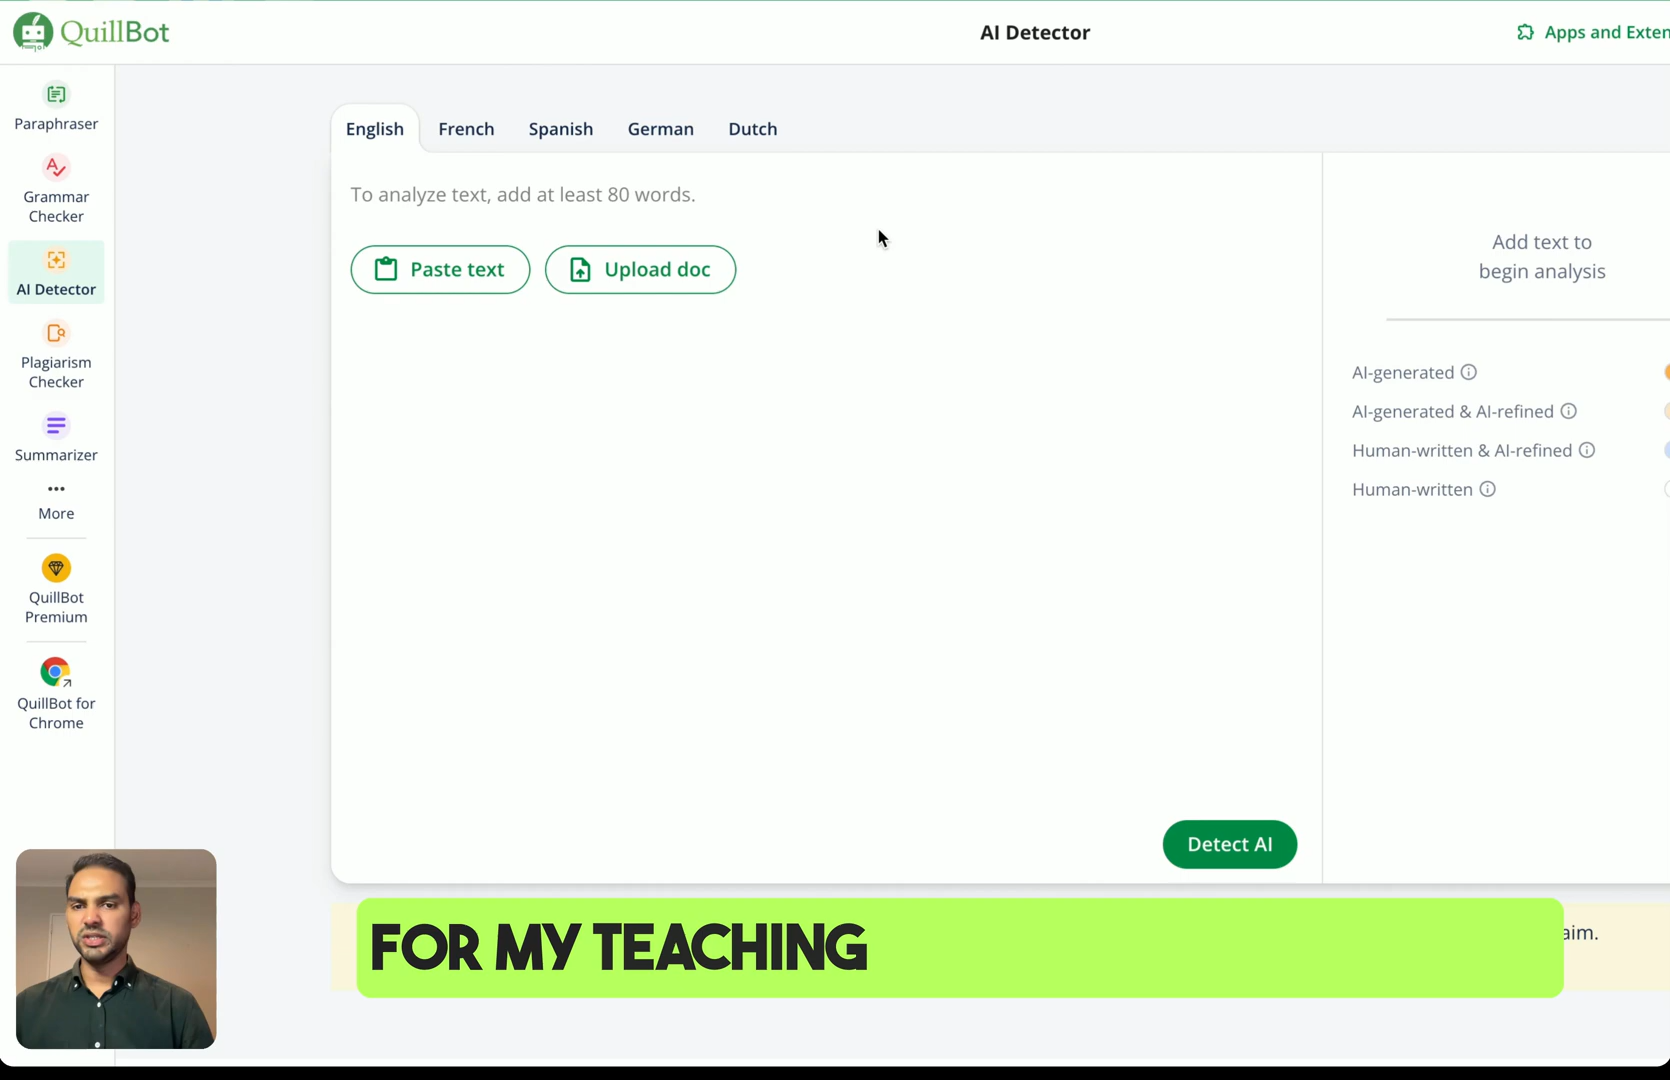 QuillBot
AI Detector
Apps and Exten
Paraphraser
Grammar
Checker
AI Detector
Plagiarism
Checker
Summarizer
More
QuillBot
Premium
QuillBot for
Chrome
English French Spanish German Dutch
To analyze text, add at least 80 words.
Paste text Upload doc
Detect AI
Add text to
begin analysis
AI-generated
AI-generated & AI-refined
Human-written & AI-refined
Human-written
aim.
FOR MY TEACHING